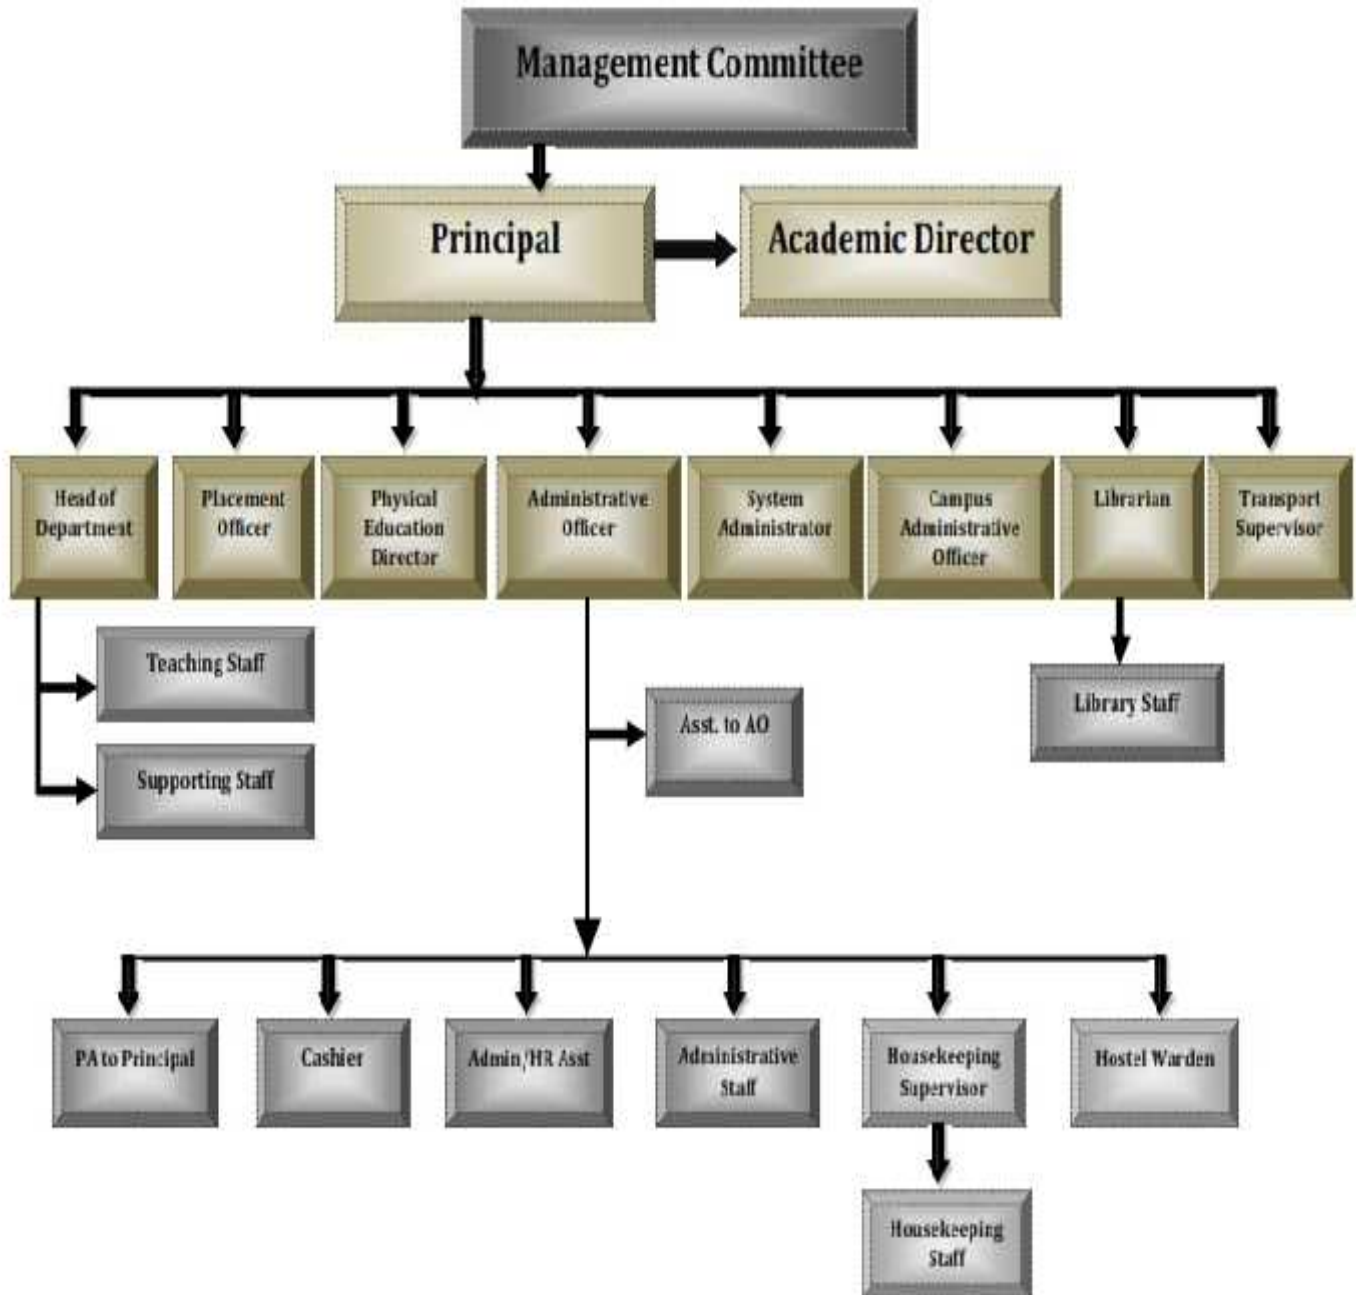 Management Committee
Principal
Academic Director
Head of
Department
Placement
Officer
Physical
Education
Director
Administrative
Officer
System
Administrator
Campus
Administrative
Officer
Librarian
Transport
Supervisor
Teaching Staff
Supporting Staff
Asst. to AO
Library Staff
PA to Principal
Cashier
Admin/HR Asst
Administrative
Staff
Housekeeping
Supervisor
Hostel Warden
Housekeeping
Staff